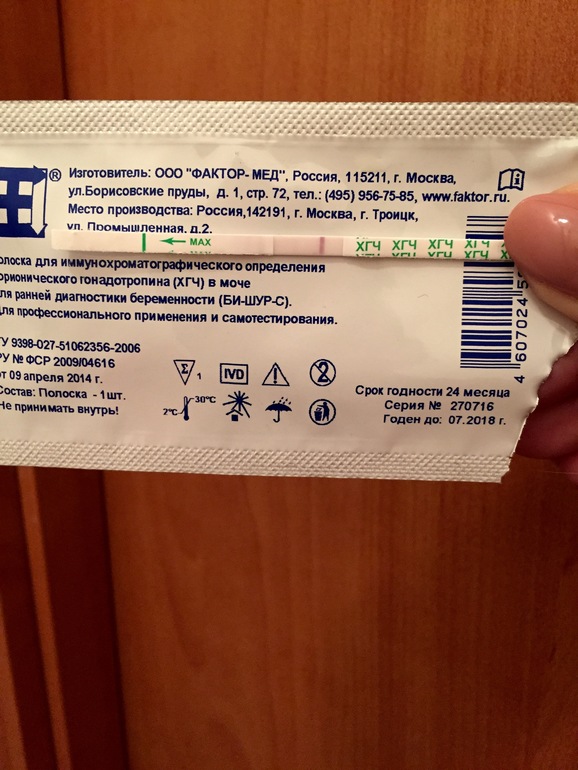 ®
Изготовитель: ООО "ФАКТОР- МЕД", Россия, 115211, г. Москва,
ул.Борисовские пруды, д. 1, стр. 72, тел.: (495) 956-75-85, www.faktor.ru.
Место производства: Россия,142191, г. Москва, г. Троицк,
ул. Промышленная, д.2.
MAX
ХГЧ ХГЧ ХГЧ ХГЧ
олоска для иммунохроматографического определения
орионического гонадотропина (ХГЧ) в моче
ля ранней диагностики беременности (БИ-ШУР-С).
ля профессионального применения и самотестирования.
ТУ 9398-027-51062356-2006
РУ № ФСР 2009/04616
от 09 апреля 2014 г.
Состав: Полоска - 1шт.
Не принимать внутрь!
Σ 1
IVD
2
2°C
30°C
Срок годности 24 месяца
Серия № 270716
Годен до: 07.2018 г.
4 607024 5